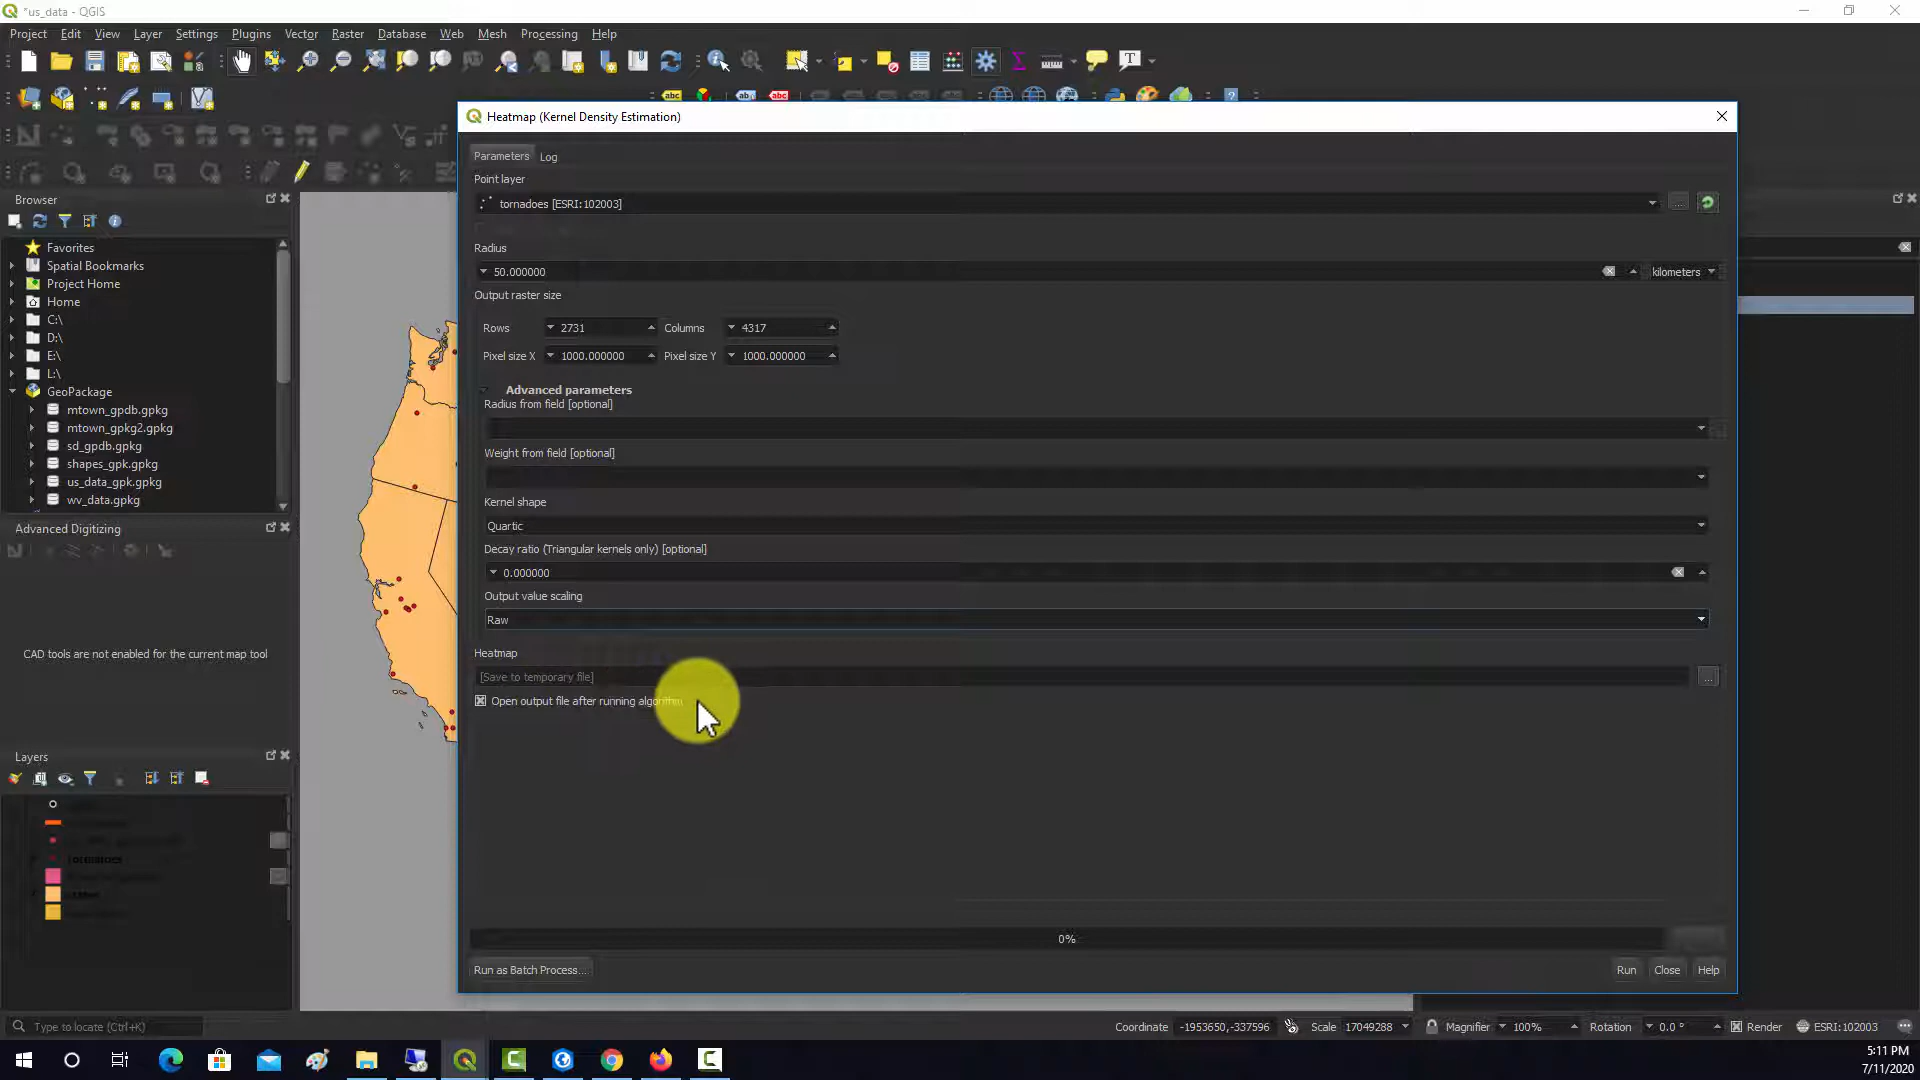 *us_data - QGIS
Project Edit View Layer Settings Plugins Vector Raster Database Web Mesh Processing Help
Heatmap (Kernel Density Estimation)
Parameters Log
Point layer
tornadoes [ESRI:102003]
Radius
50.000000 kilometers
Output raster size
Rows 2731 Columns 4317
Pixel size X 1000.000000 Pixel size Y 1000.000000
Advanced parameters
Radius from field [optional]
Weight from field [optional]
Kernel shape
Quartic
Decay ratio (Triangular kernels only) [optional]
0.000000
Output value scaling
Raw
Heatmap
[Save to temporary file]
Open output file after running algorithm
0%
Run as Batch Process... Run Close Help
Browser
Favorites
Spatial Bookmarks
Project Home
Home
C:\
D:\
E:\
L:\
GeoPackage
mtown_gpdb.gpkg
mtown_gpkg2.gpkg
sd_gpdb.gpkg
shapes_gpk.gpkg
us_data_gpk.gpkg
wv_data.gpkg
Advanced Digitizing
CAD tools are not enabled for the current map tool
Layers
Type to locate (Ctrl+K)
Coordinate -1953650,-337596 Scale 17049288 Magnifier 100% Rotation 0.0 ° Render ESRI:102003
5:11 PM
7/11/2020